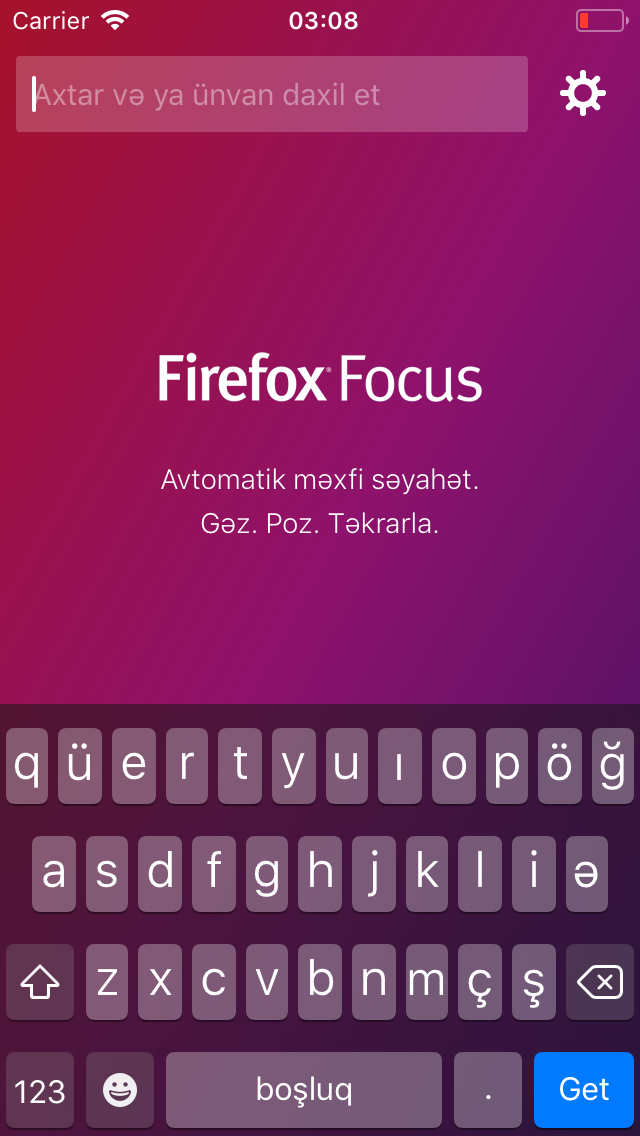 Carrier 03:08
Axtar və ya ünvan daxil et
Firefox® Focus
Avtomatik məxfi səyahət.
Gəz. Poz. Təkrarla.
q ü e r t y u ı o p ö ğ
a s d f g h j k l i ə
z x c v b n m ç ş
123 boşluq . Get